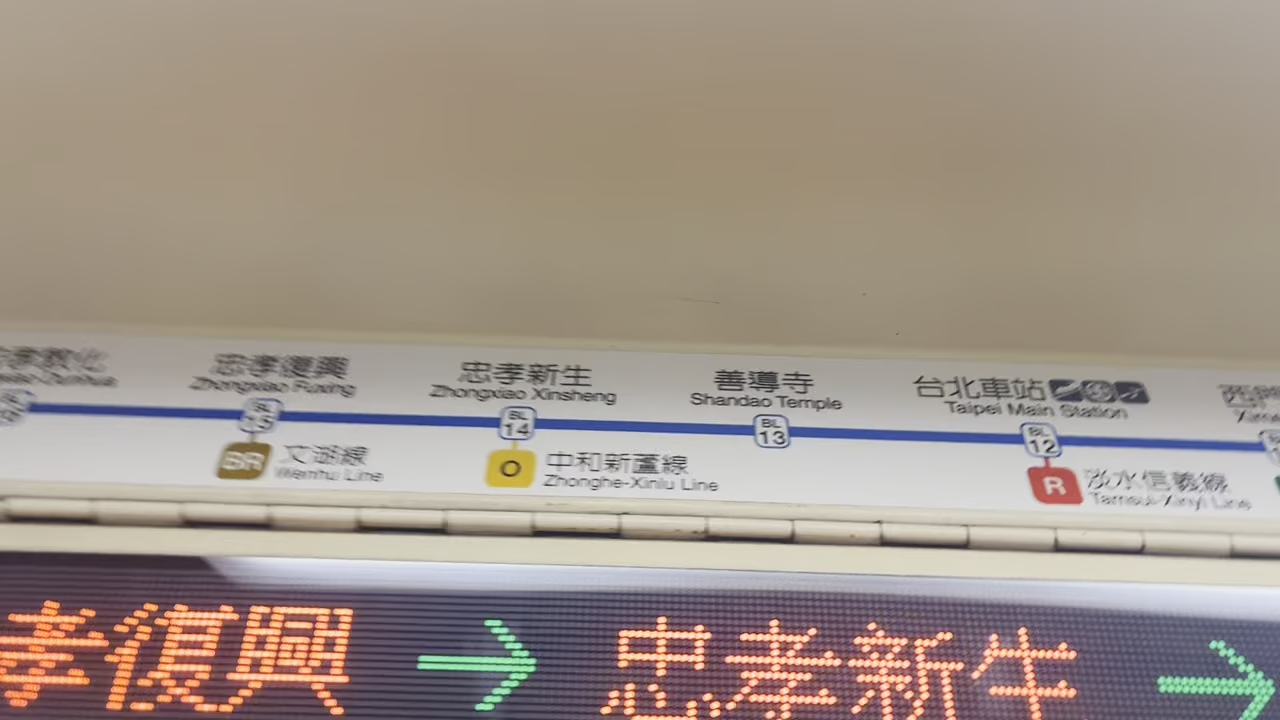 忠孝復興
Zhongxiao Fuxing
BL
15
BR
文湖線
Wenhu Line
忠孝新生
Zhongxiao Xinsheng
BL
14
O
中和新蘆線
Zhonghe-Xinlu Line
善導寺
Shandao Temple
BL
13
台北車站
Taipei Main Station
BL
12
R
淡水信義線
Tamsui-Xinyi Line
孝復興 → 忠孝新生 →